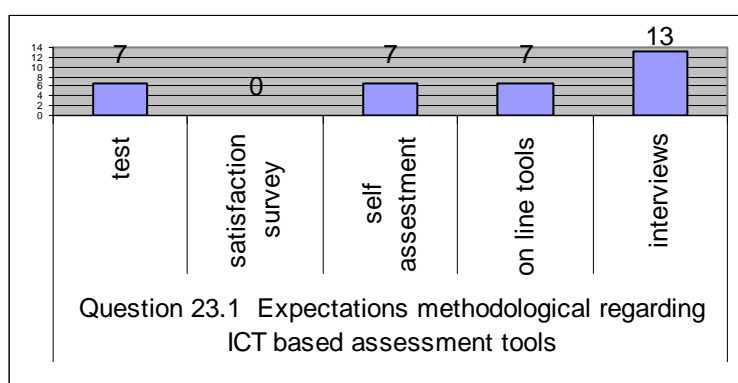 14
12
10
8
6
4
2
0
7
0
7
7
13
test
satisfaction
survey
self
assestment
on line tools
interviews
Question 23.1 Expectations methodological regarding
ICT based assessment tools